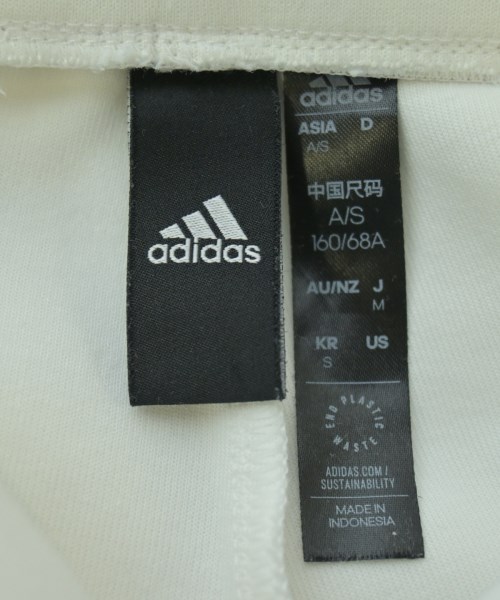 adidas
adidas
ASIA D
A/S
中国尺码
A/S
160/68A
AU/NZ J
M
KR US
S
END PLASTIC WASTE
ADIDAS.COM/
SUSTAINABILITY
MADE IN
INDONESIA